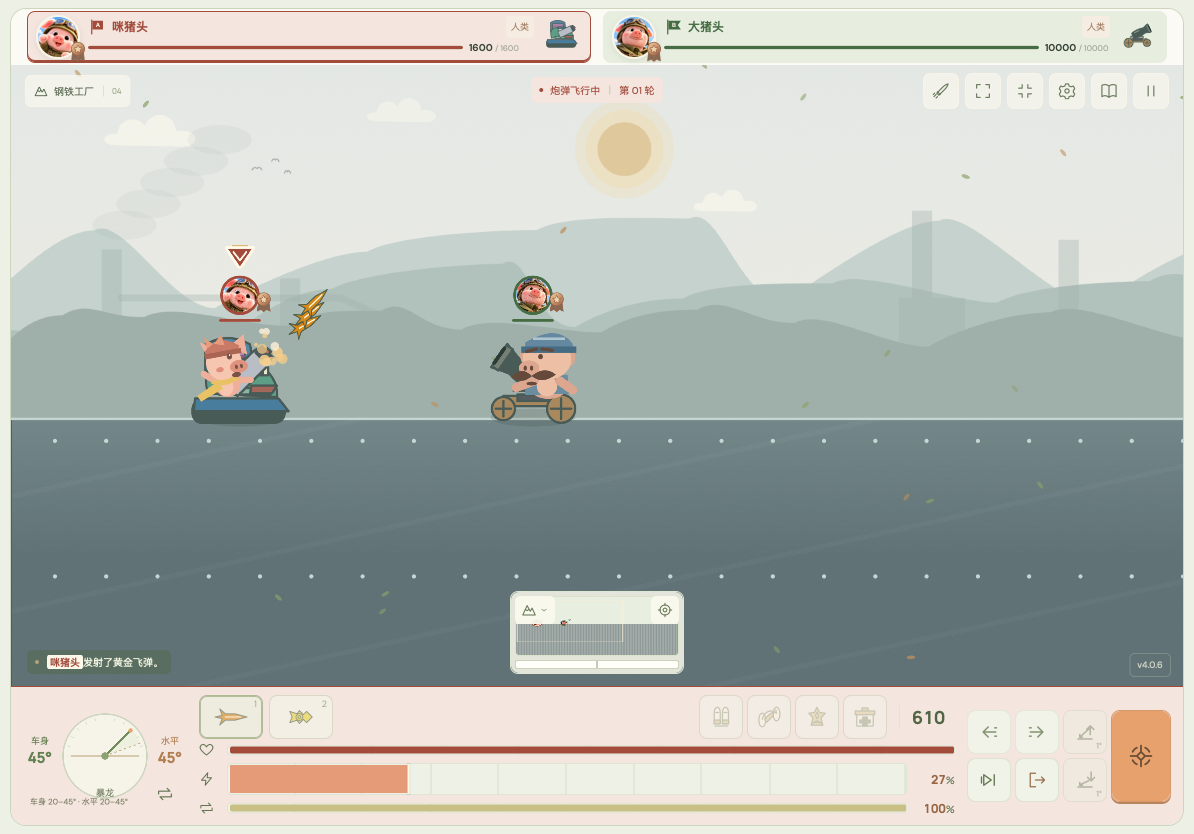 咪猪头
人类
1600 / 1600
大猪头
人类
10000 / 10000
钢铁工厂 04
炮弹飞行中 第 01 轮
咪猪头发射了黄金飞弹。
v4.0.6
1
2
610
车身
45°
水平
45°
暴龙
车身 20-45° · 水平 20-45°
27%
100%
1°
1°